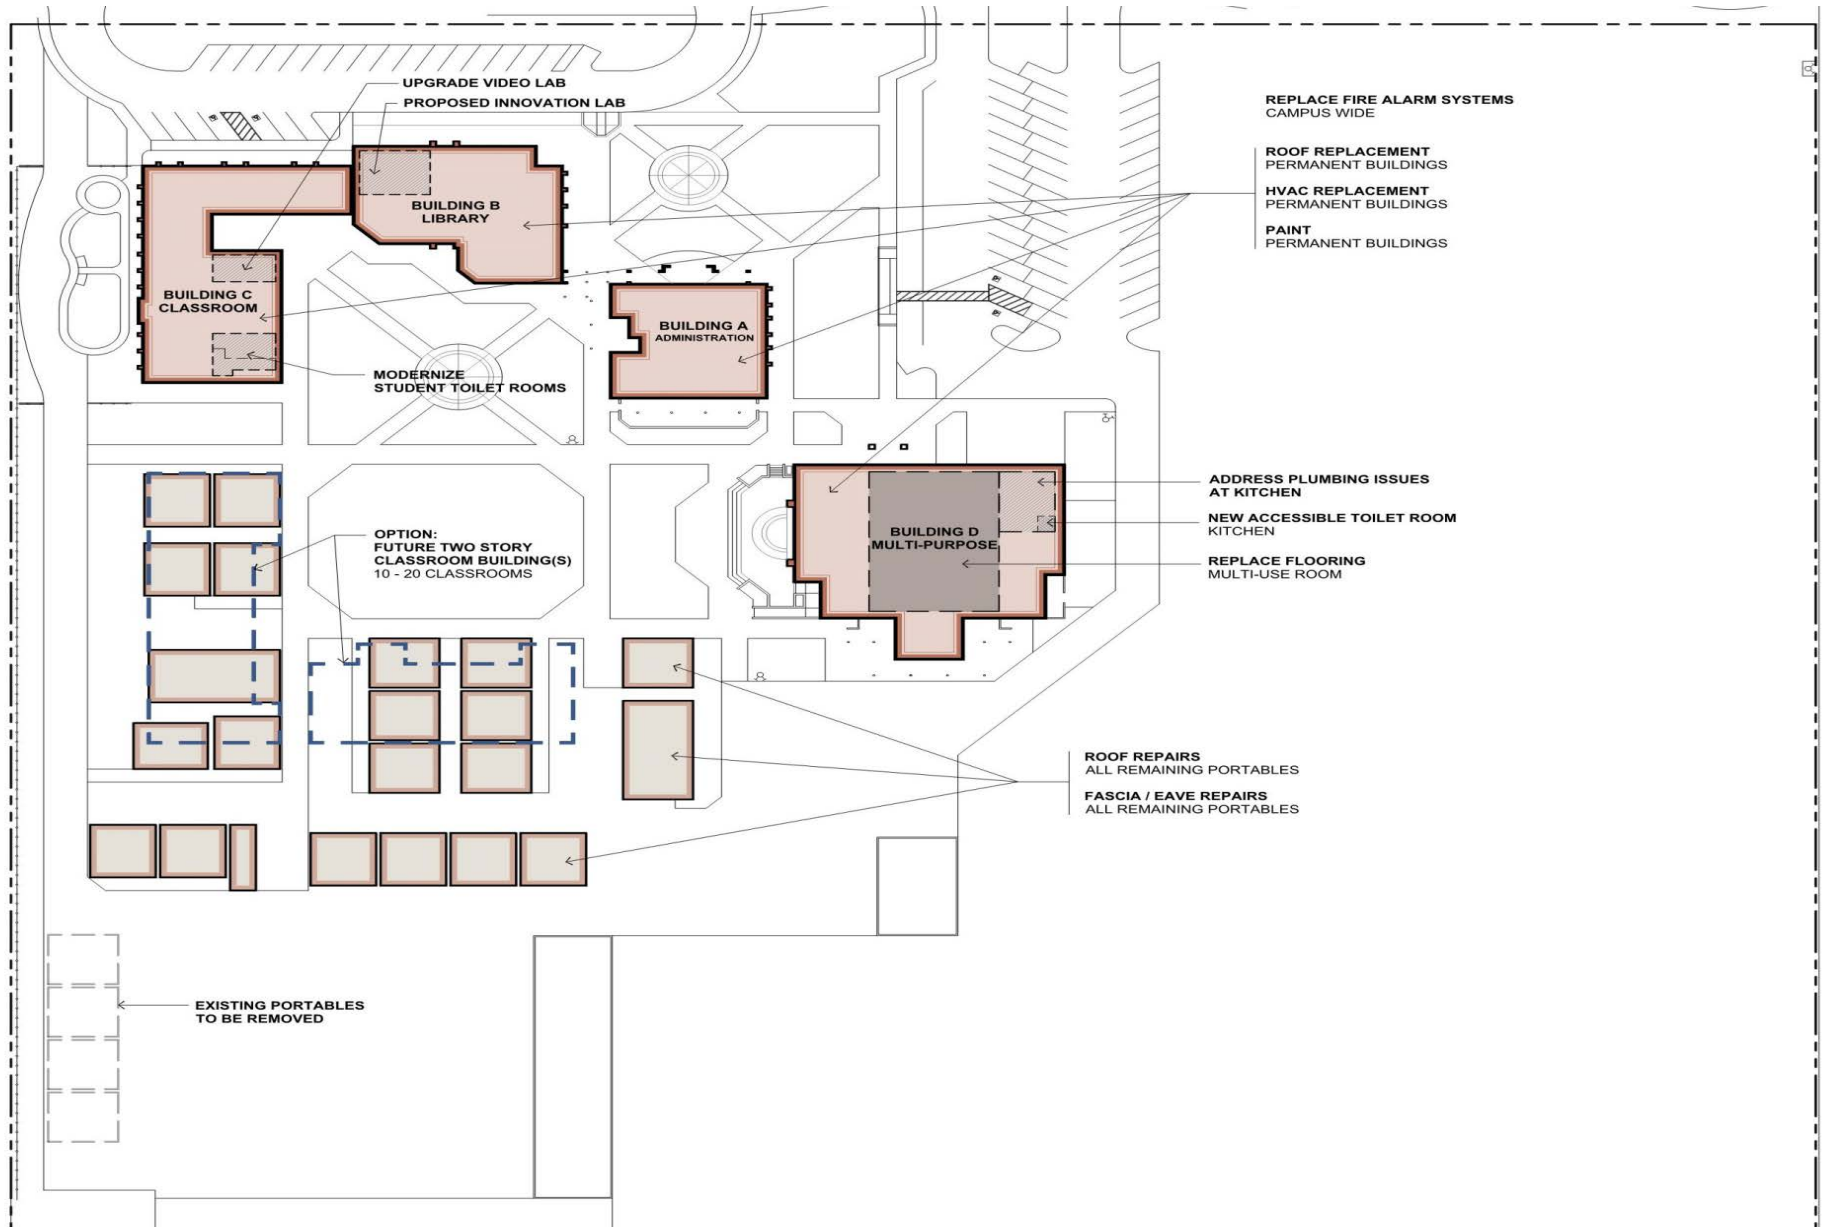 UPGRADE VIDEO LAB
PROPOSED INNOVATION LAB
REPLACE FIRE ALARM SYSTEMS
CAMPUS WIDE
ROOF REPLACEMENT
PERMANENT BUILDINGS
HVAC REPLACEMENT
PERMANENT BUILDINGS
PAINT
PERMANENT BUILDINGS
BUILDING B
LIBRARY
BUILDING C
CLASSROOM
BUILDING A
ADMINISTRATION
MODERNIZE
STUDENT TOILET ROOMS
ADDRESS PLUMBING ISSUES
AT KITCHEN
NEW ACCESSIBLE TOILET ROOM
KITCHEN
REPLACE FLOORING
MULTI-USE ROOM
BUILDING D
MULTI-PURPOSE
OPTION:
FUTURE TWO STORY
CLASSROOM BUILDING(S)
10 - 20 CLASSROOMS
ROOF REPAIRS
ALL REMAINING PORTABLES
FASCIA / EAVE REPAIRS
ALL REMAINING PORTABLES
EXISTING PORTABLES
TO BE REMOVED